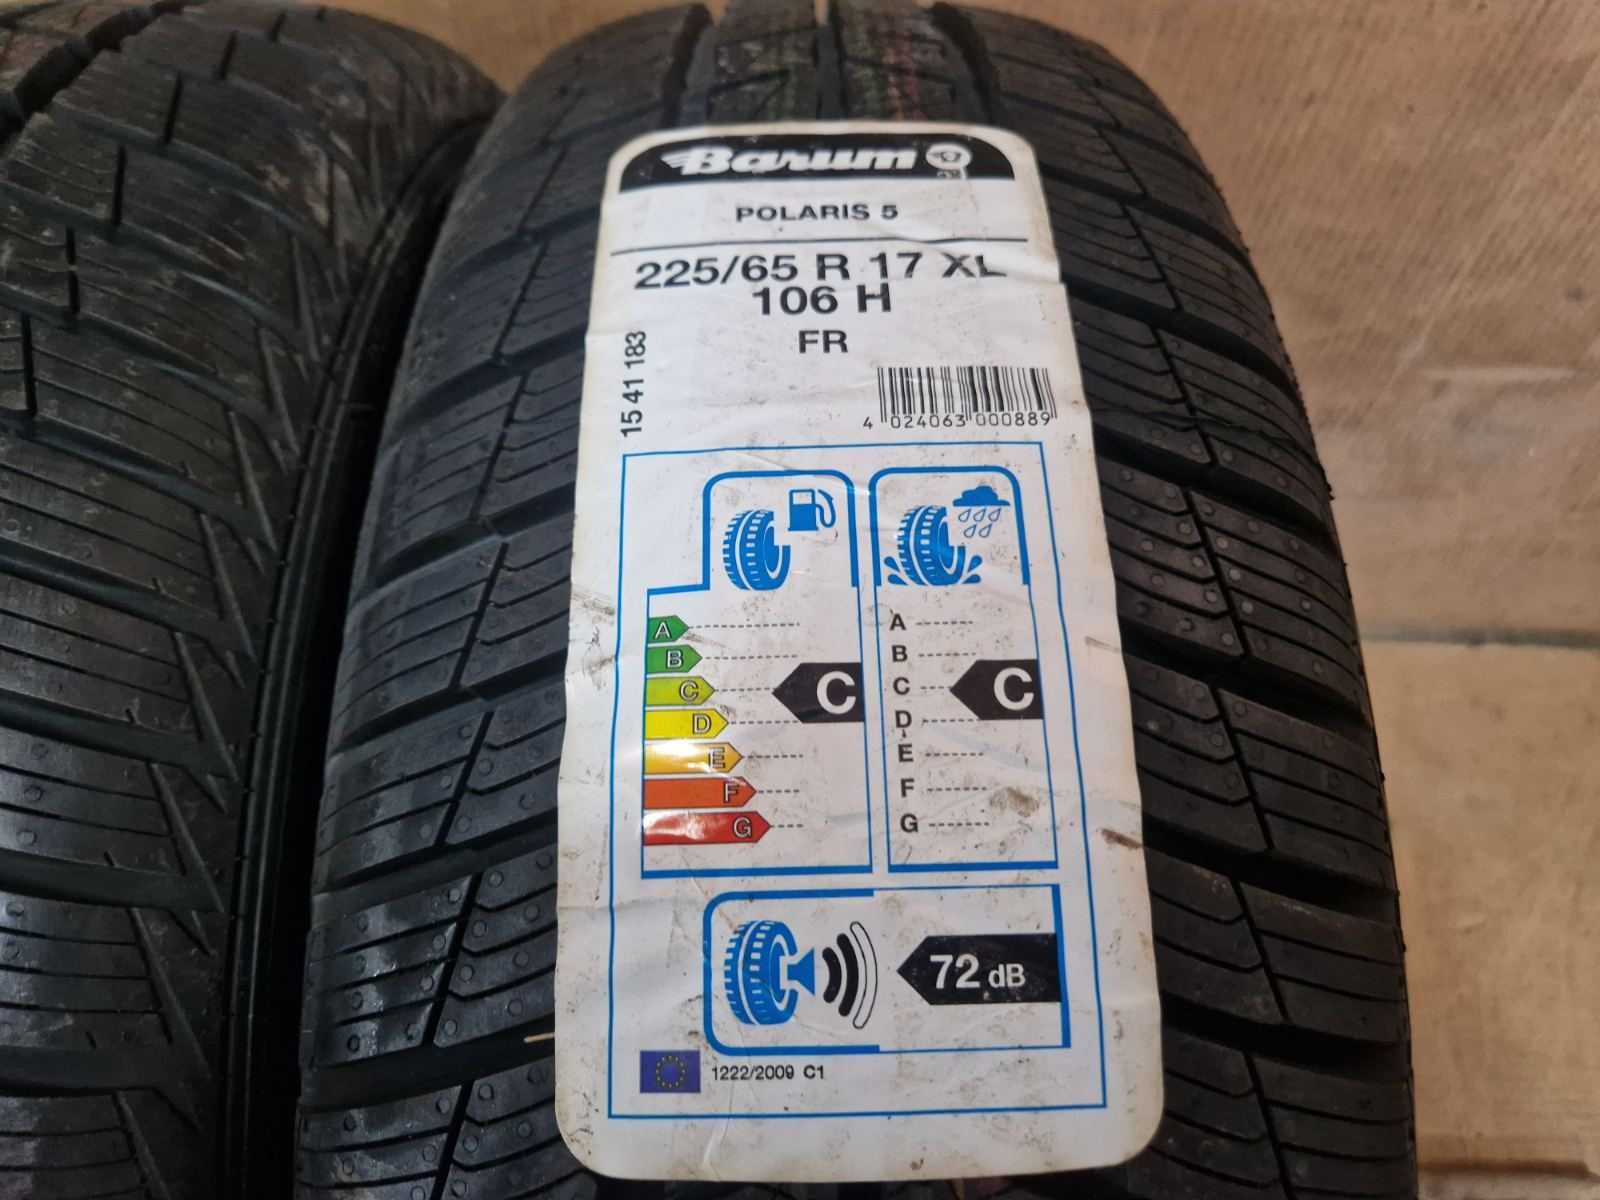 Barum
POLARIS 5
225/65 R 17 XL
106 H
FR
15 41 183
4 024063 000889
A
B
C
D
E
F
G
C
A
B
C
D
E
F
G
C
72 dB
1222/2009 C1